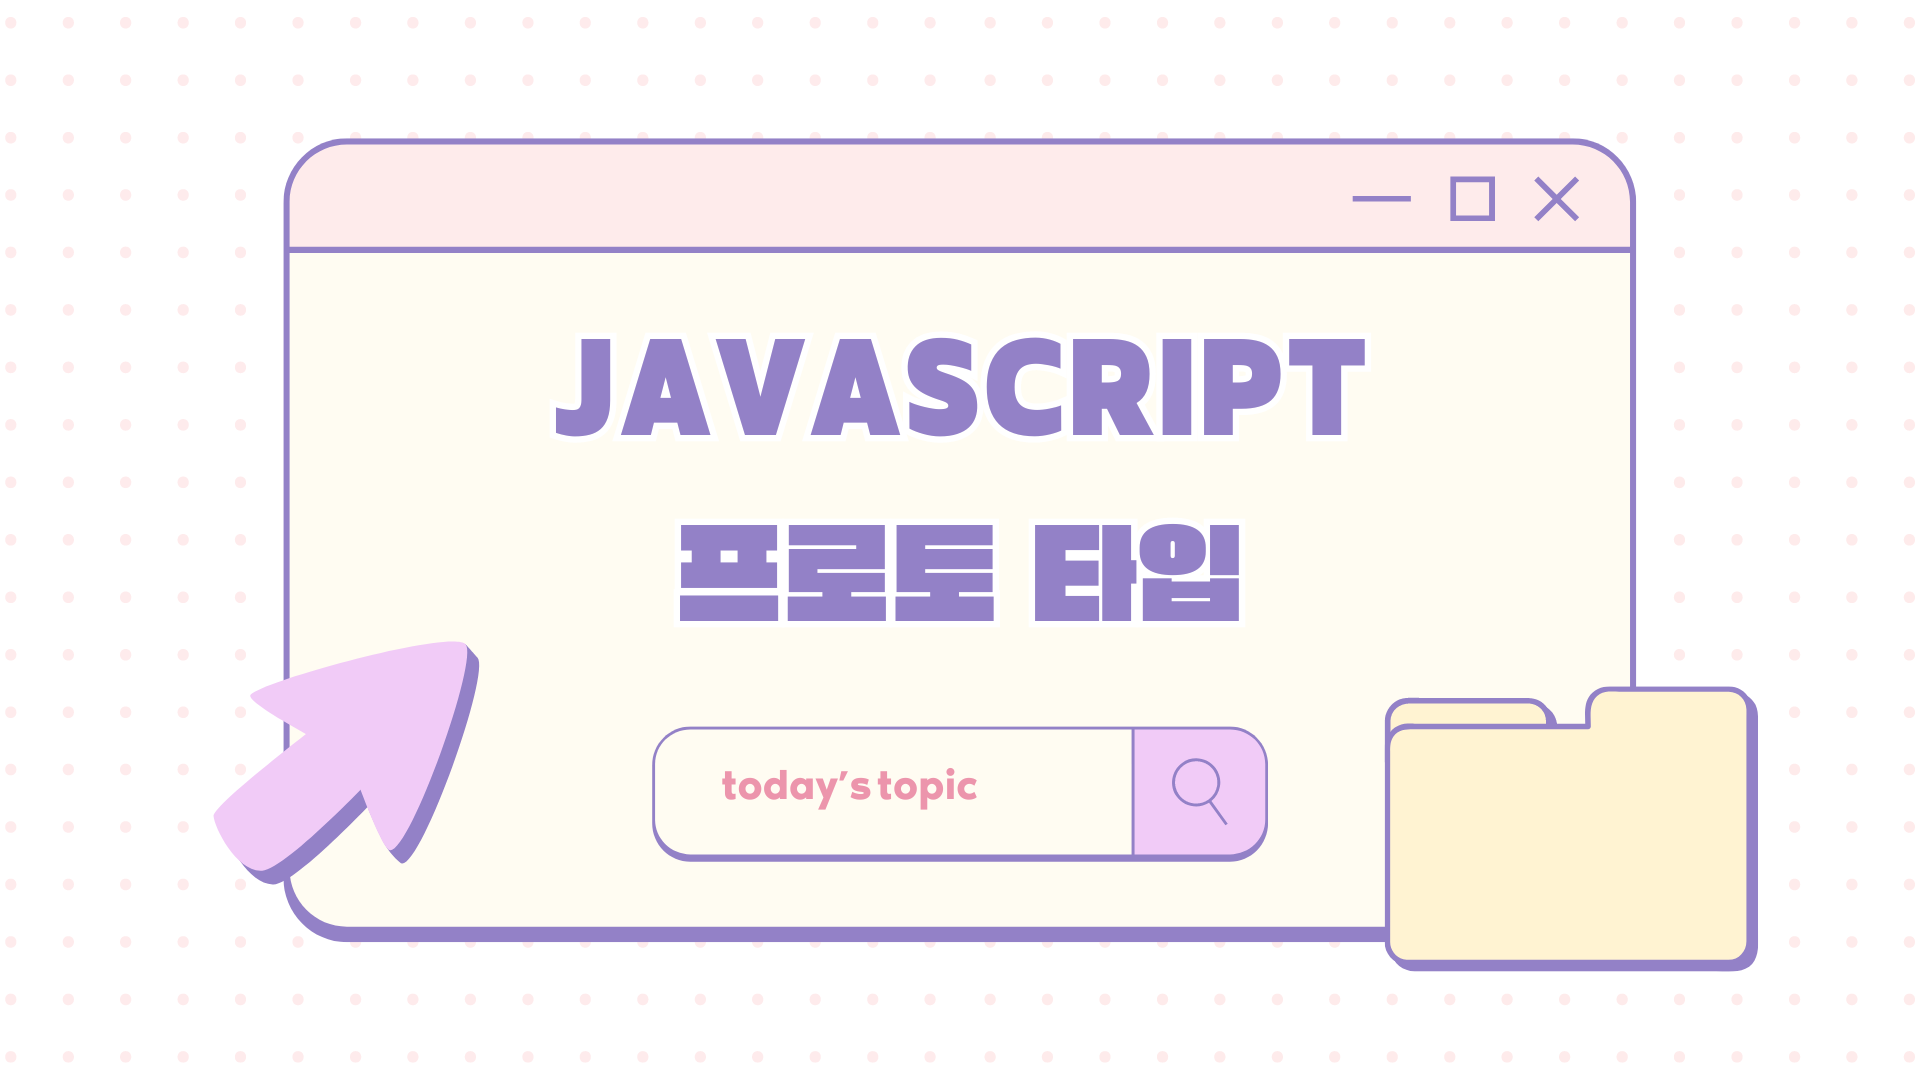 JAVASCRIPT
프로토 타입
today's topic